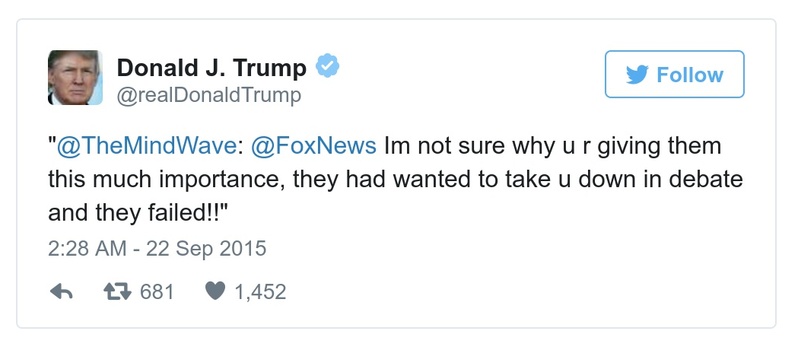 Donald J. Trump
@realDonaldTrump
Follow
"@TheMindWave: @FoxNews Im not sure why u r giving them
this much importance, they had wanted to take u down in debate
and they failed!!"
2:28 AM - 22 Sep 2015
681 1,452